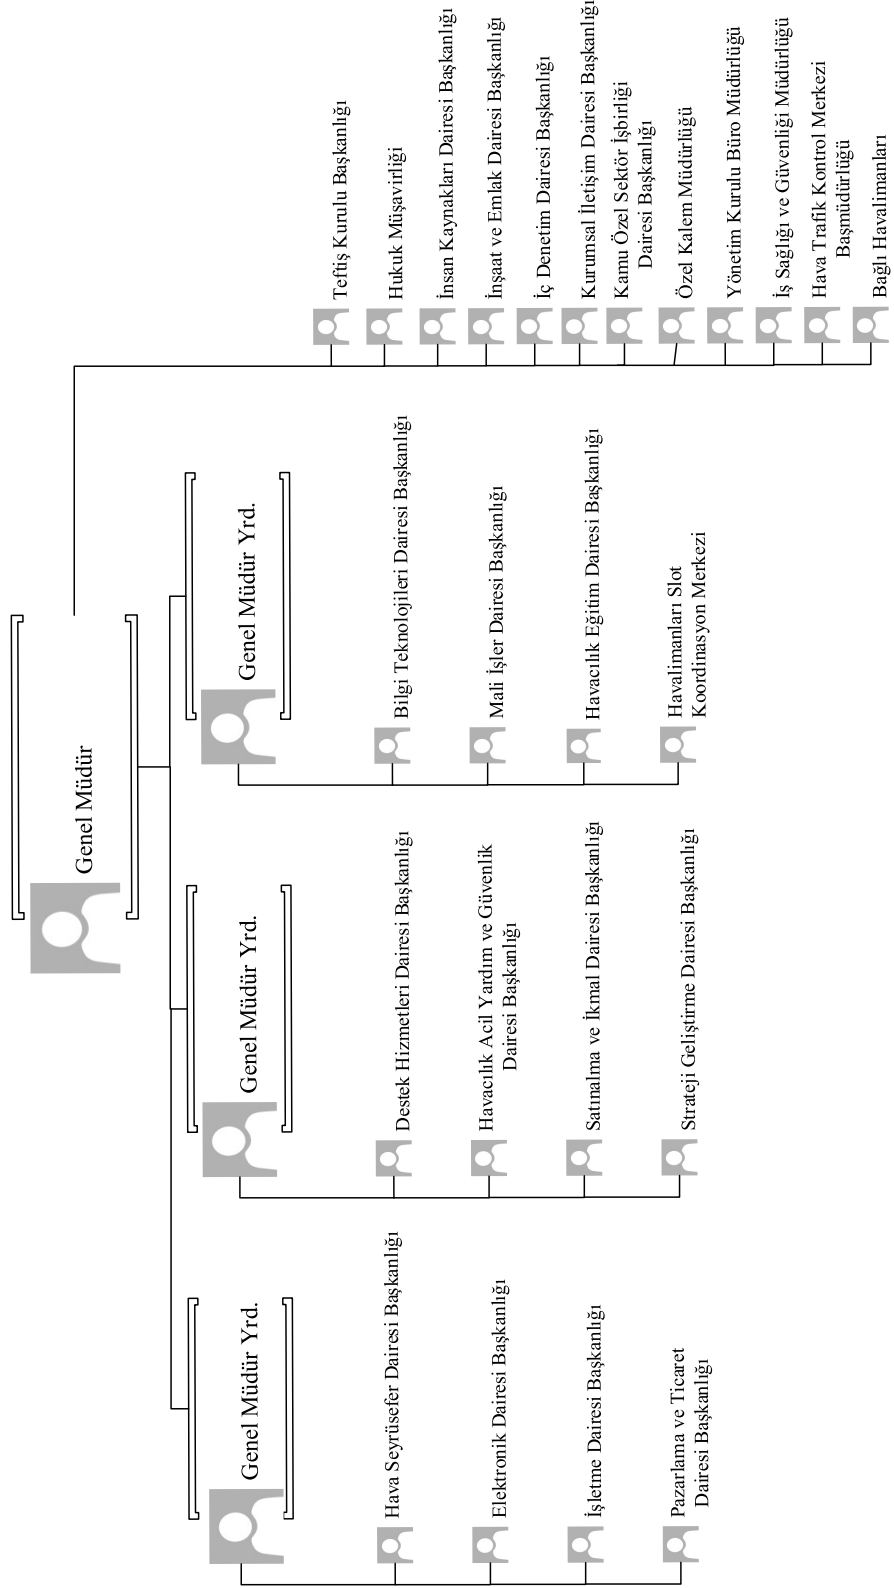 Genel Müdür
Genel Müdür Yrd.
Hava Seyrüsefer Dairesi Başkanlığı
Elektronik Dairesi Başkanlığı
İşletme Dairesi Başkanlığı
Pazarlama ve Ticaret
Dairesi Başkanlığı
Genel Müdür Yrd.
Destek Hizmetleri Dairesi Başkanlığı
Havacılık Acil Yardım ve Güvenlik
Dairesi Başkanlığı
Satınalma ve İkmal Dairesi Başkanlığı
Strateji Geliştirme Dairesi Başkanlığı
Genel Müdür Yrd.
Bilgi Teknolojileri Dairesi Başkanlığı
Mali İşler Dairesi Başkanlığı
Havacılık Eğitim Dairesi Başkanlığı
Havalimanları Slot
Koordinasyon Merkezi
Teftiş Kurulu Başkanlığı
Hukuk Müşavirliği
İnsan Kaynakları Dairesi Başkanlığı
İnşaat ve Emlak Dairesi Başkanlığı
İç Denetim Dairesi Başkanlığı
Kurumsal İletişim Dairesi Başkanlığı
Kamu Özel Sektör İşbirliği
Dairesi Başkanlığı
Özel Kalem Müdürlüğü
Yönetim Kurulu Büro Müdürlüğü
İş Sağlığı ve Güvenliği Müdürlüğü
Hava Trafik Kontrol Merkezi
Başmüdürlüğü
Bağlı Havalimanları